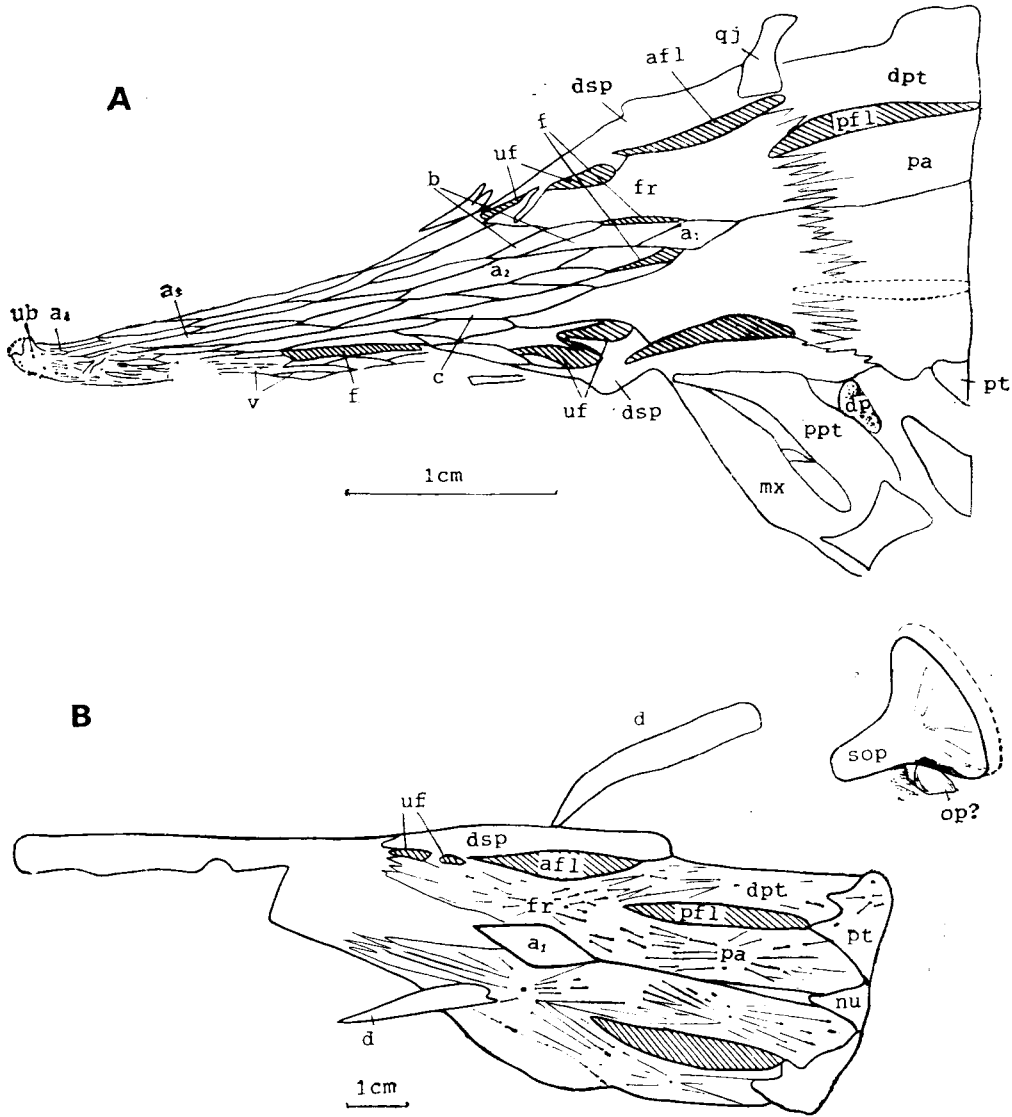 A
qj
afl
dsp
dpt
f
pfl
uf
pa
b
fr
a₁
a₂
a₃
ub
a₄
c
v
f
uf
dsp
pt
dp
ppt
mx
1cm
B
d
sop
op?
uf
dsp
afl
dpt
fr
pfl
pt
a₁
pa
nu
d
1cm